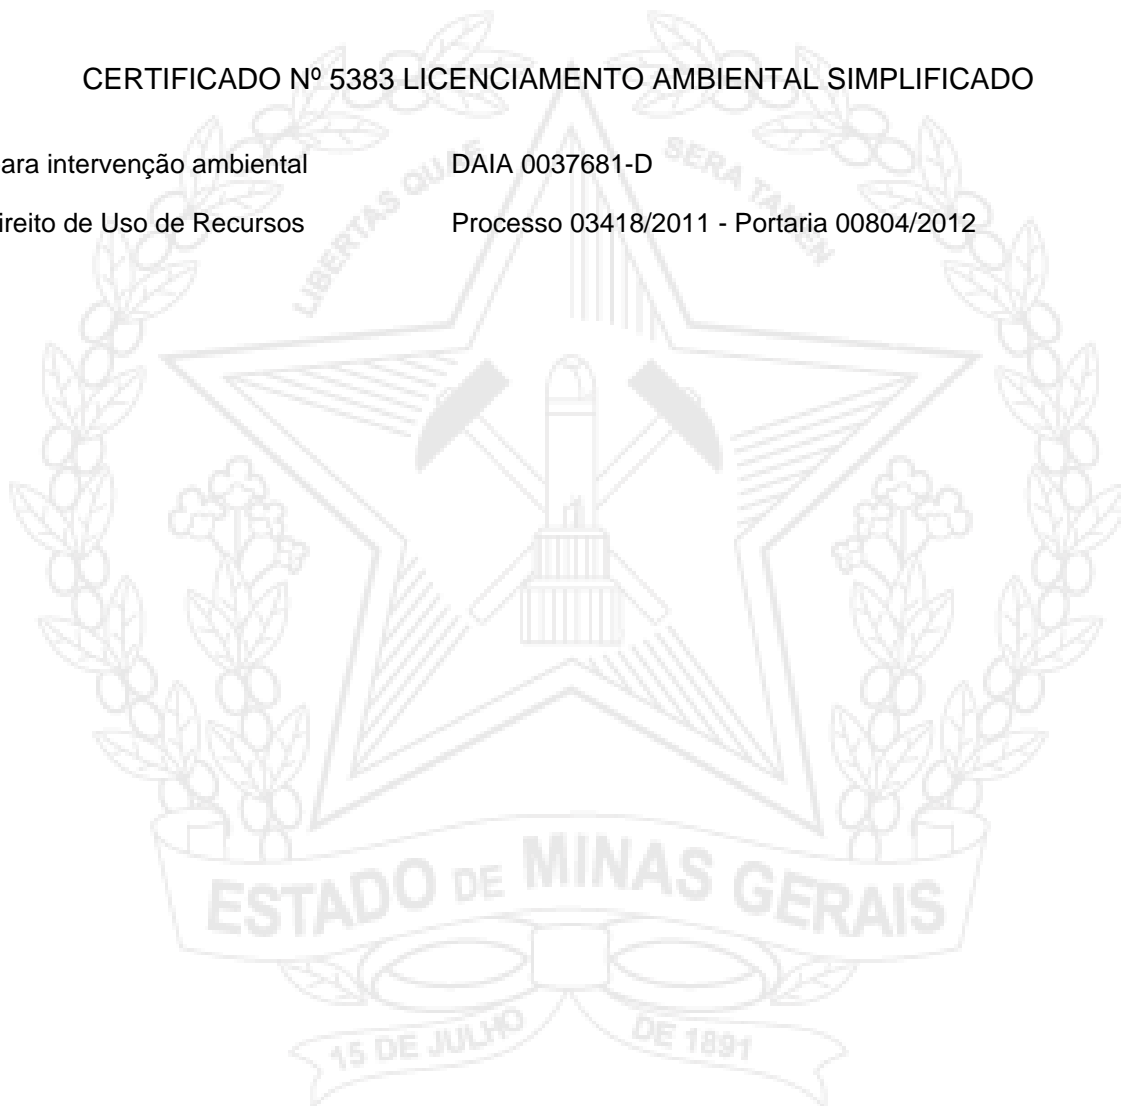 CERTIFICADO Nº 5383 LICENCIAMENTO AMBIENTAL SIMPLIFICADO
ara intervenção ambiental DAIA 0037681-D
ireito de Uso de Recursos Processo 03418/2011 - Portaria 00804/2012
LIBERTAS QUÆ SERA TAMEN
ESTADO DE MINAS GERAIS
15 DE JULHO DE 1891